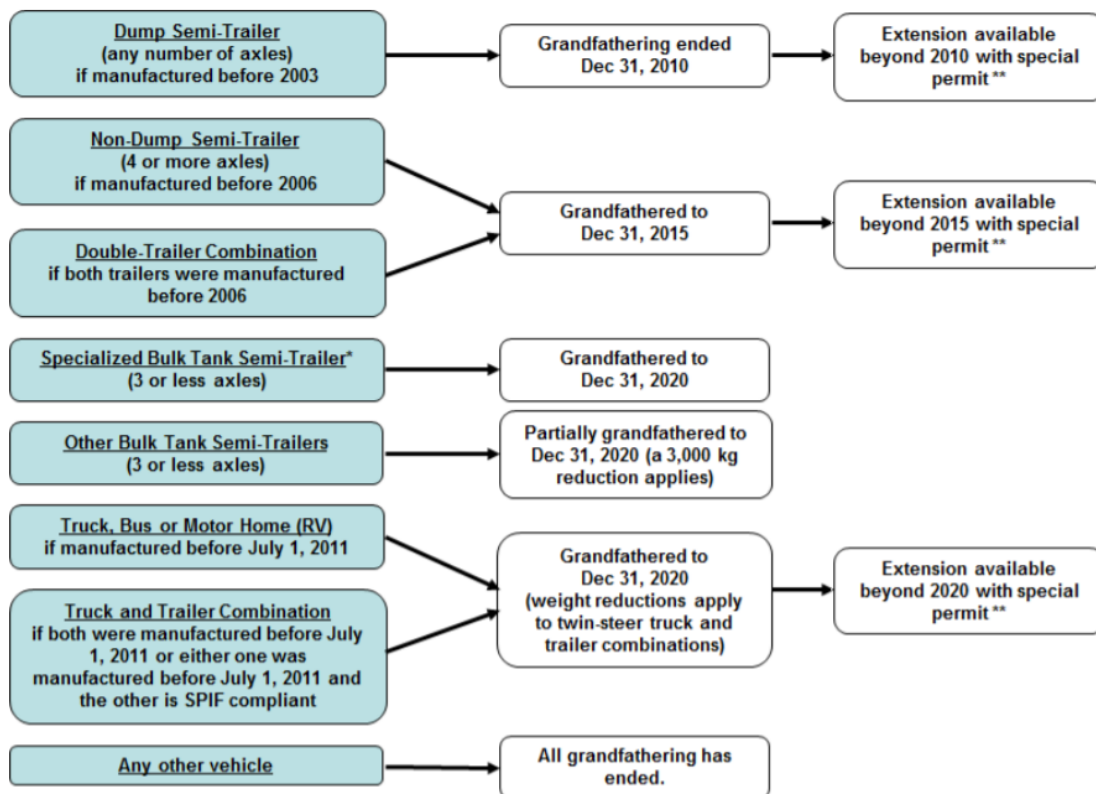 Dump Semi-Trailer
(any number of axles)
if manufactured before 2003
Grandfathering ended
Dec 31, 2010
Extension available
beyond 2010 with special
permit **
Non-Dump Semi-Trailer
(4 or more axles)
if manufactured before 2006
Double-Trailer Combination
if both trailers were manufactured
before 2006
Grandfathered to
Dec 31, 2015
Extension available
beyond 2015 with special
permit **
Specialized Bulk Tank Semi-Trailer*
(3 or less axles)
Grandfathered to
Dec 31, 2020
Other Bulk Tank Semi-Trailers
(3 or less axles)
Partially grandfathered to
Dec 31, 2020 (a 3,000 kg
reduction applies)
Truck, Bus or Motor Home (RV)
if manufactured before July 1, 2011
Truck and Trailer Combination
if both were manufactured before July
1, 2011 or either one was
manufactured before July 1, 2011 and
the other is SPIF compliant
Grandfathered to
Dec 31, 2020
(weight reductions apply
to twin-steer truck and
trailer combinations)
Extension available
beyond 2020 with special
permit **
Any other vehicle
All grandfathering has
ended.